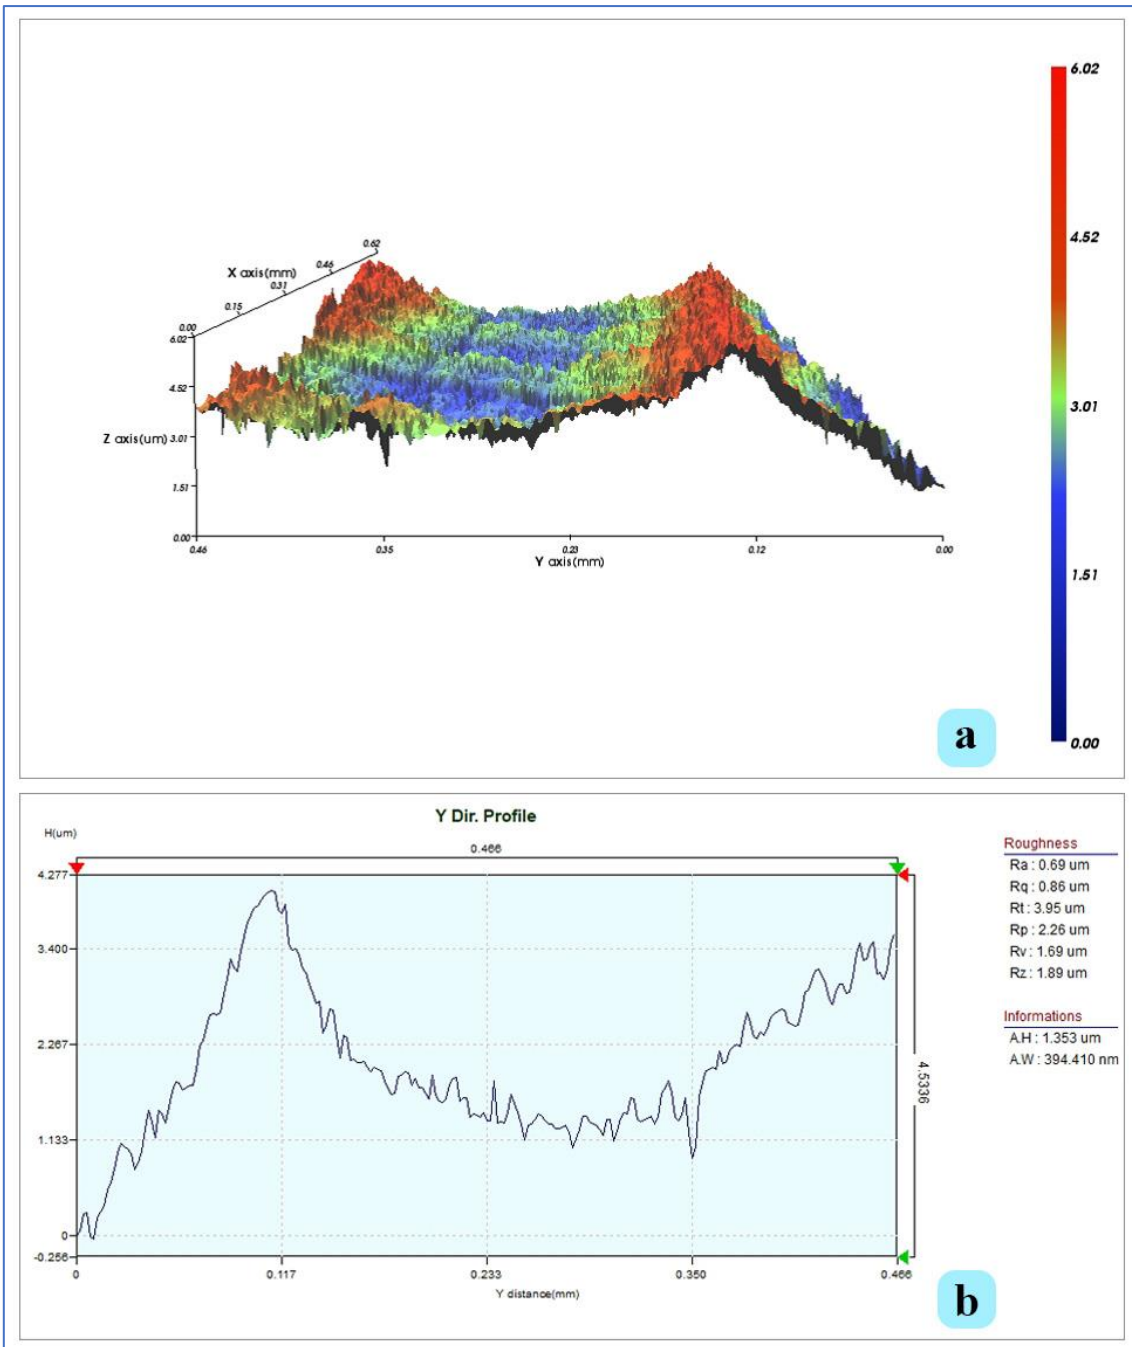 6.02
4.52
3.01
1.51
0.00
X axis(mm)
0.62
0.46
0.31
0.15
0.00
6.02
4.52
Z axis(um) 3.01
1.51
0.00
0.46 0.35 0.23 0.12 0.00
Y axis(mm)
a
Y Dir. Profile
H(um)
0.466
4.277
3.400
2.267
1.133
0
-0.256
0 0.117 0.233 0.350 0.466
Y distance(mm)
4.5336
Roughness
Ra : 0.69 um
Rq : 0.86 um
Rt : 3.95 um
Rp : 2.26 um
Rv : 1.69 um
Rz : 1.89 um
Informations
A.H : 1.353 um
A.W : 394.410 nm
b